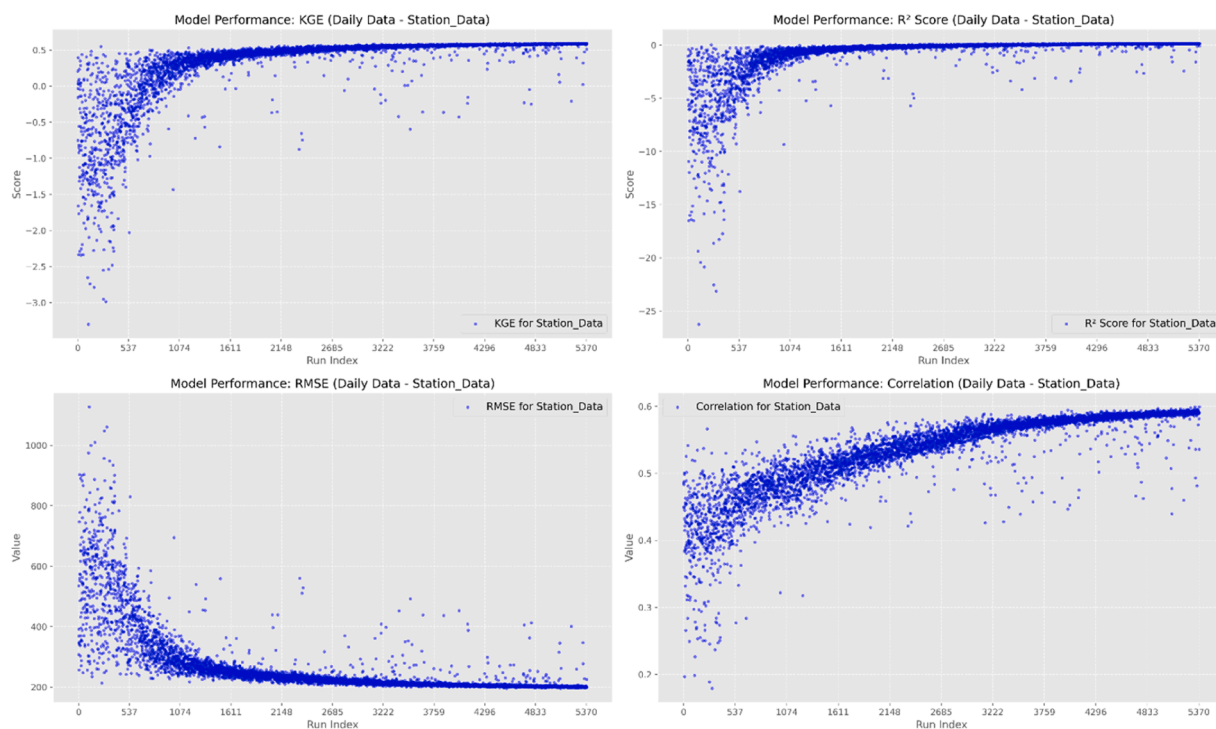 Model Performance: KGE (Daily Data - Station_Data)
0.5
0.0
−0.5
−1.0
−1.5
−2.0
−2.5
−3.0
Score
KGE for Station_Data
0 537 1074 1611 2148 2685 3222 3759 4296 4833 5370
Run Index
Model Performance: R² Score (Daily Data - Station_Data)
0
−5
−10
−15
−20
−25
Score
R² Score for Station_Data
0 537 1074 1611 2148 2685 3222 3759 4296 4833 5370
Run Index
Model Performance: RMSE (Daily Data - Station_Data)
RMSE for Station_Data
1000
800
600
400
200
Value
0 537 1074 1611 2148 2685 3222 3759 4296 4833 5370
Run Index
Model Performance: Correlation (Daily Data - Station_Data)
Correlation for Station_Data
0.6
0.5
0.4
0.3
0.2
Value
0 537 1074 1611 2148 2685 3222 3759 4296 4833 5370
Run Index